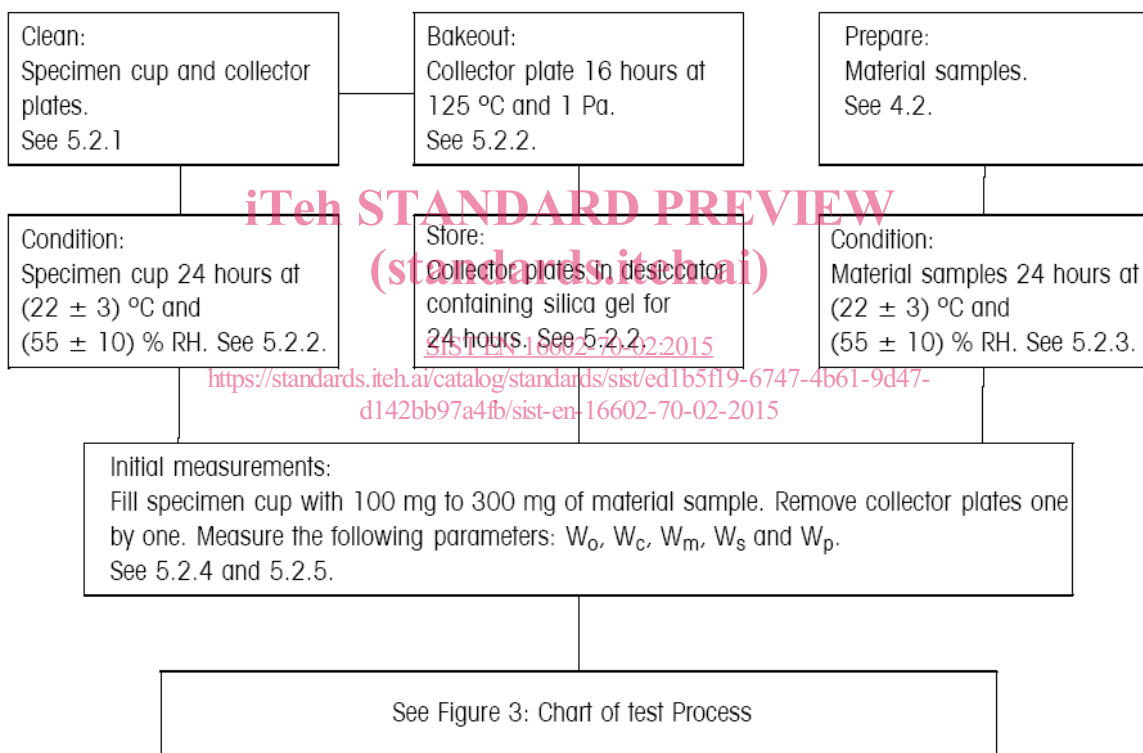 Clean:
Specimen cup and collector
plates.
See 5.2.1
Bakeout:
Collector plate 16 hours at
125 ºC and 1 Pa.
See 5.2.2.
Prepare:
Material samples.
See 4.2.
iTeh STANDARD PREVIEW
(standards.iteh.ai)
Condition:
Specimen cup 24 hours at
(22 ± 3) ºC and
(55 ± 10) % RH. See 5.2.2.
Store:
Collector plates in desiccator
containing silica gel for
24 hours. See 5.2.2.
Condition:
Material samples 24 hours at
(22 ± 3) ºC and
(55 ± 10) % RH. See 5.2.3.
SIST EN 16602-70-02:2015
https://standards.iteh.ai/catalog/standards/sist/ed1b5f19-6747-4b61-9d47-
d142bb97a4fb/sist-en-16602-70-02-2015
Initial measurements:
Fill specimen cup with 100 mg to 300 mg of material sample. Remove collector plates one
by one. Measure the following parameters: Wo, Wc, Wm, Ws and Wp.
See 5.2.4 and 5.2.5.
See Figure 3: Chart of test Process